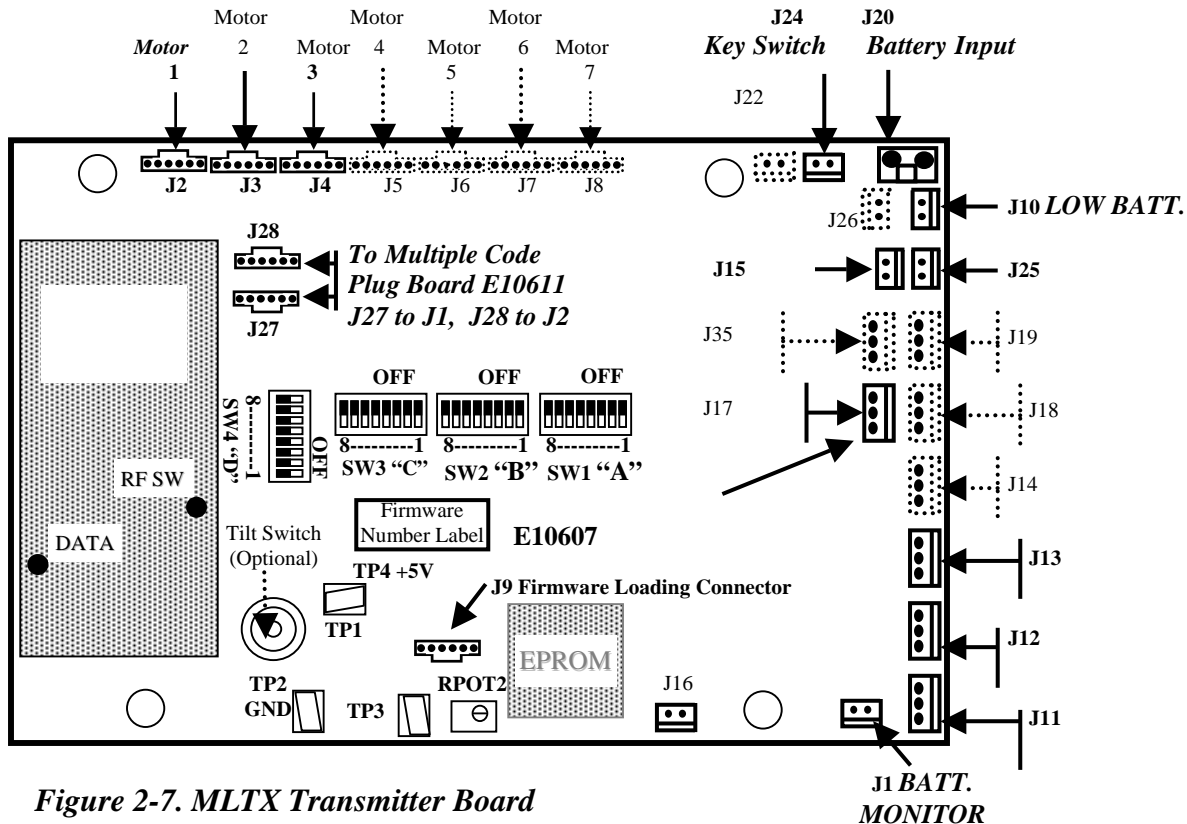 Motor Motor Motor J24 J20
Motor 2 Motor 4 Motor 6 Motor Key Switch Battery Input
1 3 5 7
J22
J2 J3 J4 J5 J6 J7 J8
J26
J10 LOW BATT.
J28
To Multiple Code
Plug Board E10611
J27 to J1, J28 to J2
J27
J15
J25
J35
J19
OFF OFF OFF
J17
J18
8---------1 8---------1 8---------1
SW3 “C” SW2 “B” SW1 “A”
SW4 “D”
8------1
OFF
RF SW
J14
DATA
Firmware
Number Label
E10607
Tilt Switch
(Optional)
J13
TP4 +5V
J9 Firmware Loading Connector
TP1
EPROM
J12
TP2
GND
TP3
RPOT2
J16
J11
J1 BATT.
MONITOR
Figure 2-7. MLTX Transmitter Board